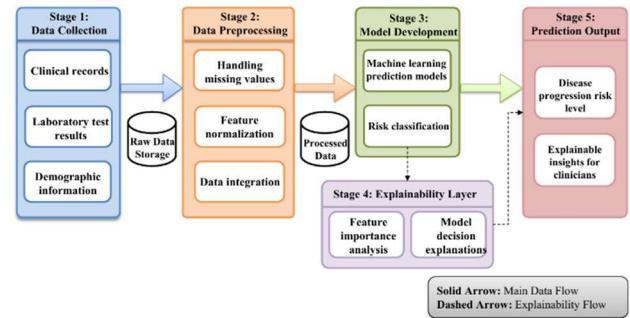 Stage 1:
Data Collection
Clinical records
Laboratory test
results
Demographic
information
Raw Data
Storage
Stage 2:
Data Preprocessing
Handling
missing values
Feature
normalization
Data integration
Processed
Data
Stage 3:
Model Development
Machine learning
prediction models
Risk classification
Stage 4: Explainability Layer
Feature
importance
analysis
Model
decision
explanations
Stage 5:
Prediction Output
Disease
progression risk
level
Explainable
insights for
clinicians
Solid Arrow: Main Data Flow
Dashed Arrow: Explainability Flow